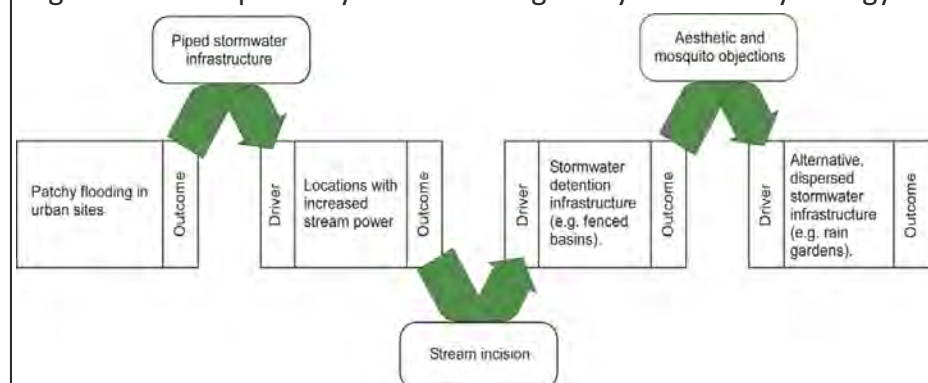 Piped stormwater
infrastructure
Aesthetic and
mosquito objections
Patchy flooding in
urban sites
Outcome
Driver
Locations with
increased
stream power
Outcome
Driver
Stormwater
detention
infrastructure
(e.g. fenced
basins).
Outcome
Driver
Alternative,
dispersed
stormwater
infrastructure
(e.g. rain
gardens).
Outcome
Stream incision